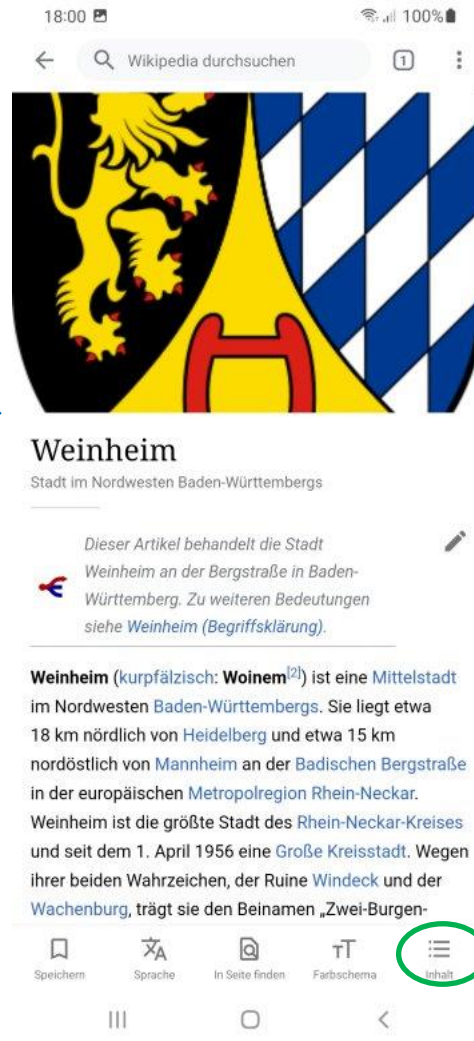 18:00 100%
Wikipedia durchsuchen 1
Weinheim
Stadt im Nordwesten Baden-Württembergs
Dieser Artikel behandelt die Stadt
Weinheim an der Bergstraße in Baden-
Württemberg. Zu weiteren Bedeutungen
siehe Weinheim (Begriffsklärung).
Weinheim (kurpfälzisch: Woinem[2]) ist eine Mittelstadt
im Nordwesten Baden-Württembergs. Sie liegt etwa
18 km nördlich von Heidelberg und etwa 15 km
nordöstlich von Mannheim an der Badischen Bergstraße
in der europäischen Metropolregion Rhein-Neckar.
Weinheim ist die größte Stadt des Rhein-Neckar-Kreises
und seit dem 1. April 1956 eine Große Kreisstadt. Wegen
ihrer beiden Wahrzeichen, der Ruine Windeck und der
Wachenburg, trägt sie den Beinamen „Zwei-Burgen-
Speichern Sprache In Seite finden Farbschema Inhalt